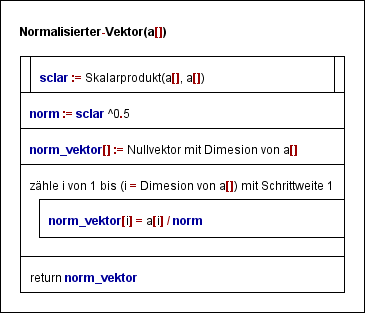 Normalisierter-Vektor(a[])
sclar := Skalarprodukt(a[], a[])
norm := sclar ^0.5
norm_vektor[] := Nullvektor mit Dimesion von a[]
zähle i von 1 bis (i = Dimesion von a[]) mit Schrittweite 1
norm_vektor[i] = a[i] / norm
return norm_vektor